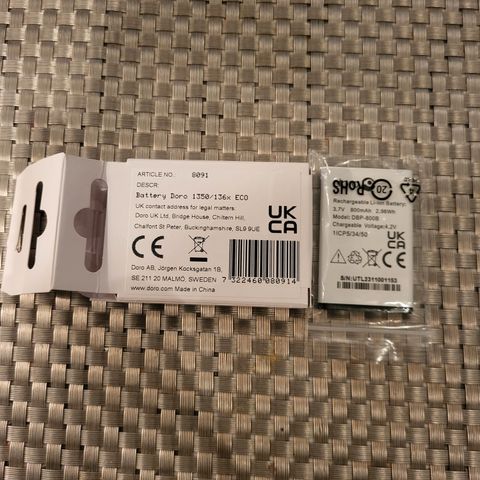 ARTICLE NO. 8091
DESCR:
Battery Doro 1350/136x ECO
UK contact address for legal matters:
Doro UK Ltd, Bridge House, Chiltern Hill,
Chalfont St Peter, Buckinghamshire, SL9 9UE
UK
CA
CE
Doro AB, Jörgen Kocksgatan 1B,
SE 211 20 MALMÖ, SWEDEN
www.doro.com Made in China
7 322460 080914
20
RoHS
Rechargeable Li-ion Battery:
3,7V 800mAh 2,96Wh
Model: DBP-800B
Chargeable Voltage:4,2V
1ICP5/34/50
UK
CA
CE
S/N:UTL2311001153